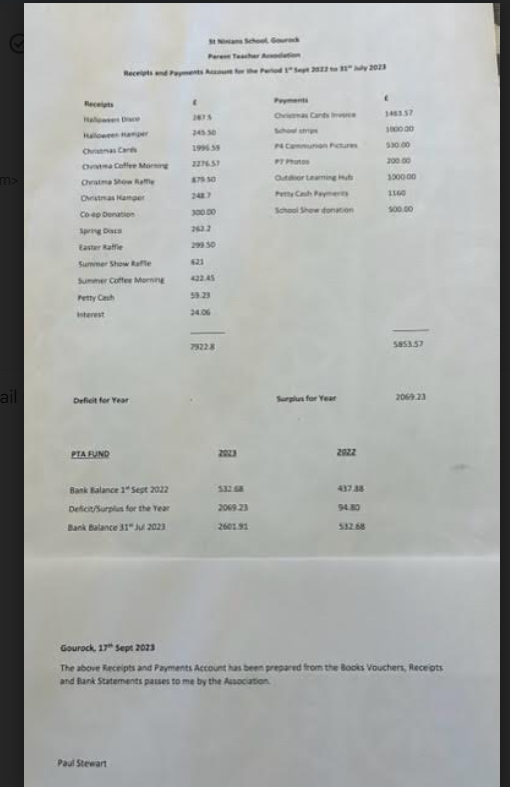 m>
ail
St Ninians School, Gourock
Parent Teacher Association
Receipts and Payments Account for the Period 1st Sept 2022 to 31st July 2023
Receipts £ Payments £
Halloween Disco 287.5 Christmas Cards Invoice 1463.57
Halloween Hamper 245.50 School strips 1000.00
Christmas Cards 1996.59 P4 Communion Pictures 530.00
Christma Coffee Morning 2276.57 P7 Photos 200.00
Christma Show Raffle 879.50 Outdoor Learning Hub 1000.00
Christmas Hamper 248.7 Petty Cash Payments 1160
Co-op Donation 300.00 School Show donation 500.00
Spring Disco 262.2
Easter Raffle 299.50
Summer Show Raffle 621
Summer Coffee Morning 422.45
Petty Cash 59.23
Interest 24.06
7922.8 5853.57
Deficit for Year - Surplus for Year 2069.23
PTA FUND 2023 2022
Bank Balance 1st Sept 2022 532.68 437.88
Deficit/Surplus for the Year 2069.23 94.80
Bank Balance 31st Jul 2023 2601.91 532.68
Gourock, 17th Sept 2023
The above Receipts and Payments Account has been prepared from the Books Vouchers, Receipts
and Bank Statements passes to me by the Association.
Paul Stewart